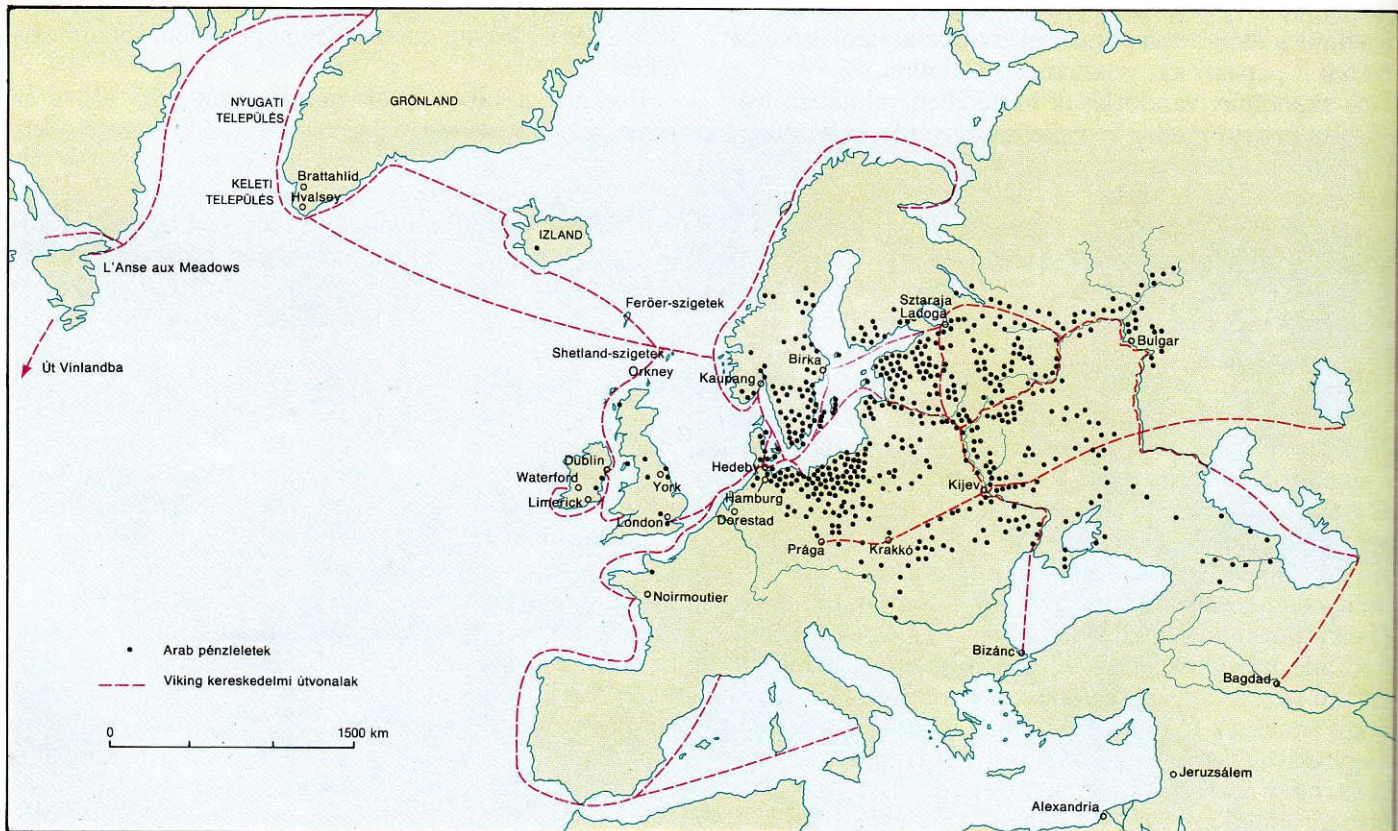 NYUGATI
TELEPÜLÉS
GRÖNLAND
KELETI
TELEPÜLÉS
Brattahlid
Hvalsey
IZLAND
L'Anse aux Meadows
Út Vinlandba
Feröer-szigetek
Shetland-szigetek
Orkney
Kaupang
Birka
Sztaraja
Ladoga
Bulgar
Dublin
Waterford
Limerick
York
London
Hedeby
Hamburg
Dorestad
Kijev
Prága
Krakkó
Noirmoutier
Bizánc
Bagdad
Jeruzsálem
Alexandria
Arab pénzleletek
Viking kereskedelmi útvonalak
0 1500 km